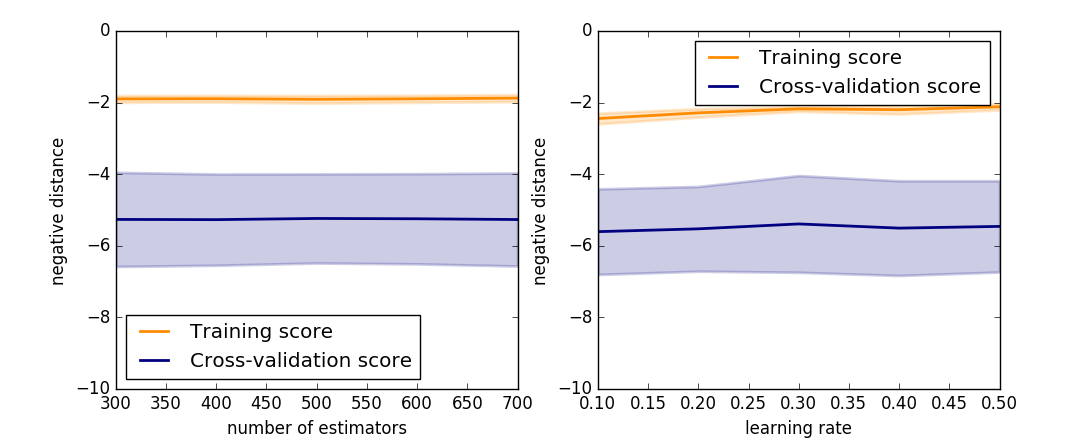 0
−2
−4
−6
−8
−10
negative distance
Training score
Cross-validation score
300 350 400 450 500 550 600 650 700
number of estimators
0
−2
−4
−6
−8
−10
negative distance
Training score
Cross-validation score
0.10 0.15 0.20 0.25 0.30 0.35 0.40 0.45 0.50
learning rate